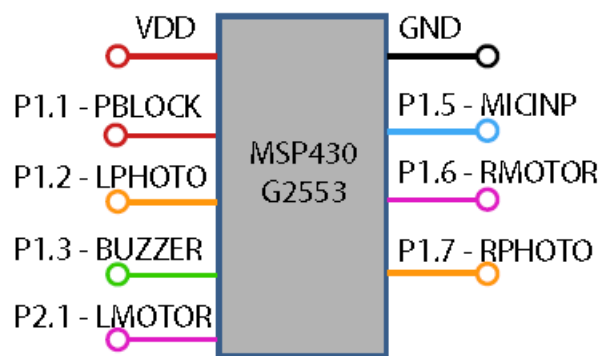 VDD
GND
P1.1 - PBLOCK
P1.5 - MICINP
MSP430
G2553
P1.2 - LPHOTO
P1.6 - RMOTOR
P1.3 - BUZZER
P1.7 - RPHOTO
P2.1 - LMOTOR